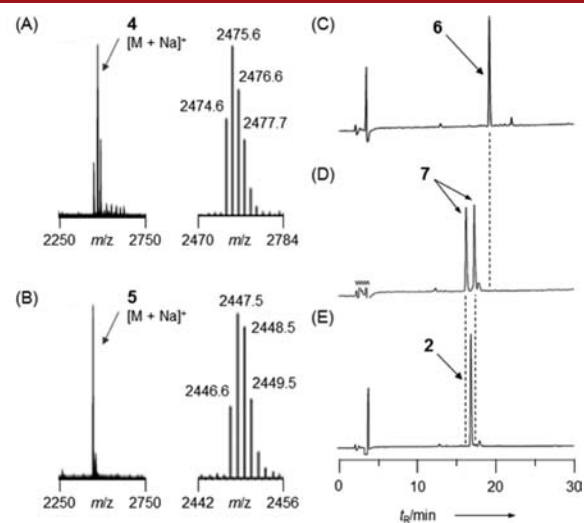 (A)
4
[M + Na]⁺
2475.6
2476.6
2474.6
2477.7
2250 m/z 2750
2470 m/z 2784
(B)
5
[M + Na]⁺
2447.5
2448.5
2446.6
2449.5
2250 m/z 2750
2442 m/z 2456
(C)
6
(D)
7
(E)
2
0 10 20 30
tR/min